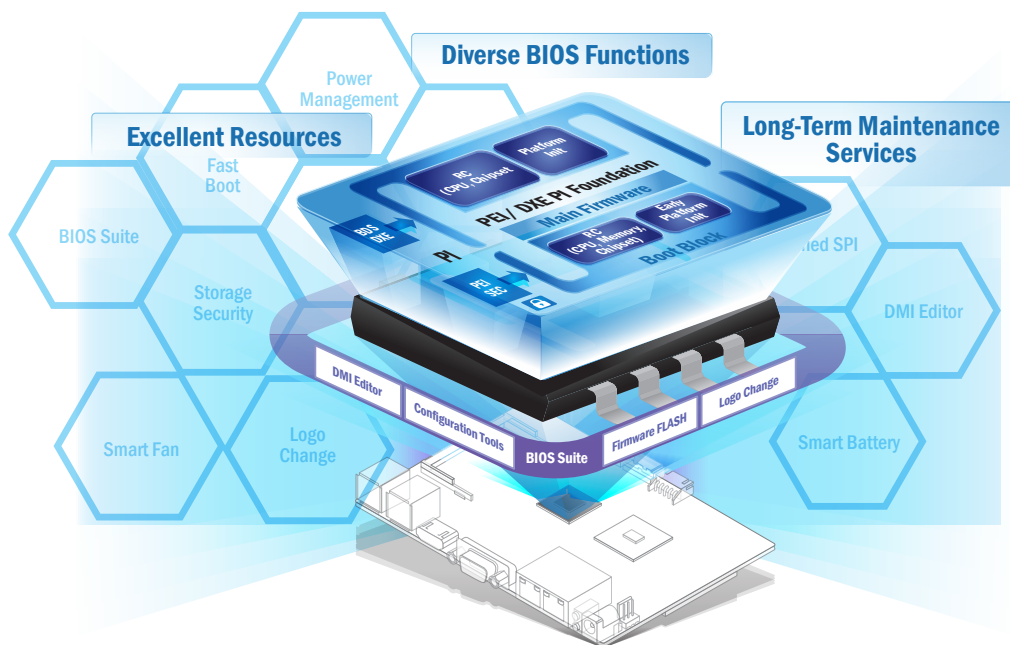 Diverse BIOS Functions
Excellent Resources
Long-Term Maintenance
Services
Power
Management
Fast
Boot
BIOS Suite
Storage
Security
Smart Fan
Logo
Change
SPI
DMI Editor
Smart Battery
RC
(CPU, Chipset
Platform
Init
PEI/ DXE PI Foundation
Main Firmware
BDS
DXE
PI
RC
(CPU, Memory,
Chipset)
Early
Platform
Init
Boot Block
PEI
SEC
DMI Editor
Configuration Tools
BIOS Suite
Firmware FLASH
Logo Change